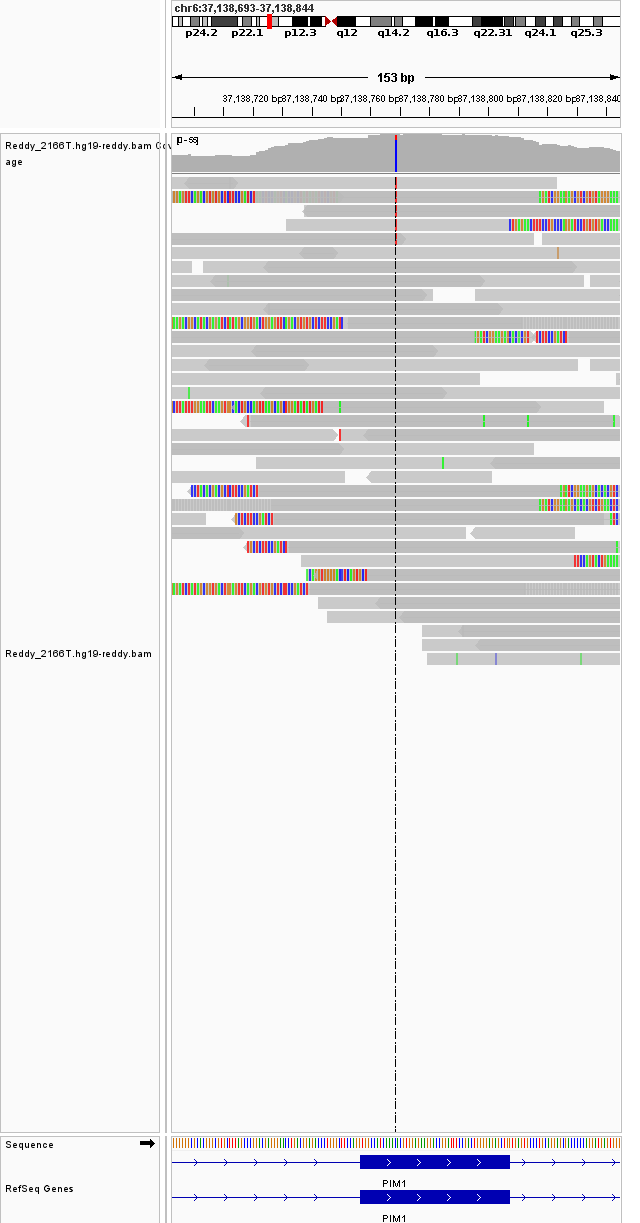 chr6:37,138,693-37,138,844
p24.2 p22.1 p12.3 q12 q14.2 q16.3 q22.31 q24.1 q25.3
153 bp
37,138,720 bp 37,138,740 bp 37,138,760 bp 37,138,780 bp 37,138,800 bp 37,138,820 bp 37,138,840
Reddy_2166T.hg19-reddy.bam Cov
age
Reddy_2166T.hg19-reddy.bam
Sequence
RefSeq Genes
PIM1
PIM1